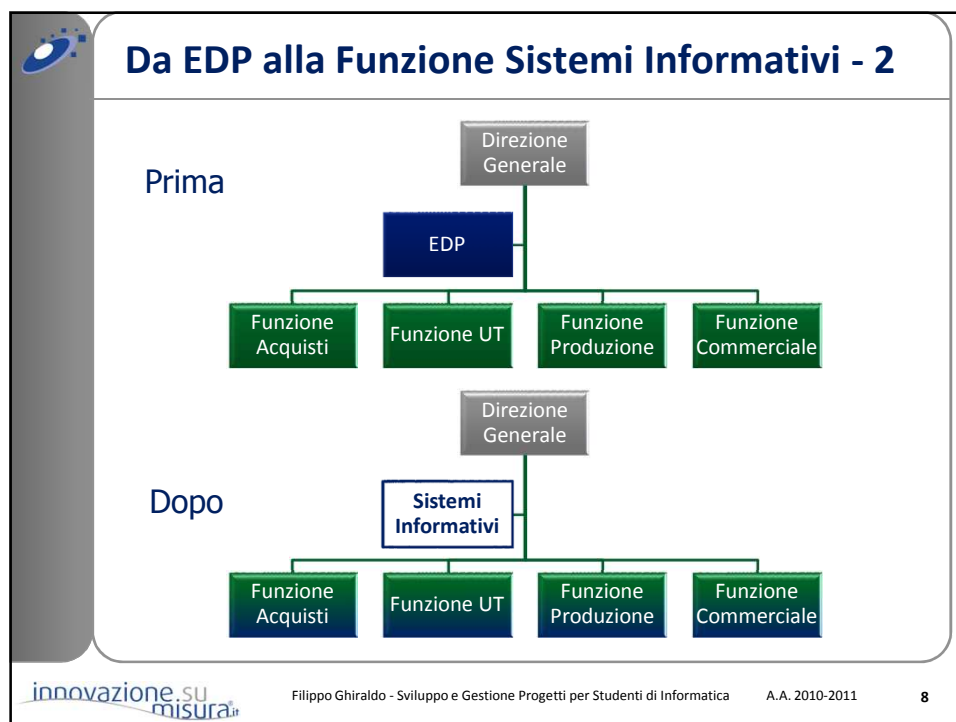 Da EDP alla Funzione Sistemi Informativi - 2
Prima
Direzione
Generale
EDP
Funzione
Acquisti
Funzione UT
Funzione
Produzione
Funzione
Commerciale
Dopo
Direzione
Generale
Sistemi
Informativi
Funzione
Acquisti
Funzione UT
Funzione
Produzione
Funzione
Commerciale
innovazione.su
misura.it
Filippo Ghiraldo - Sviluppo e Gestione Progetti per Studenti di Informatica A.A. 2010-2011 8